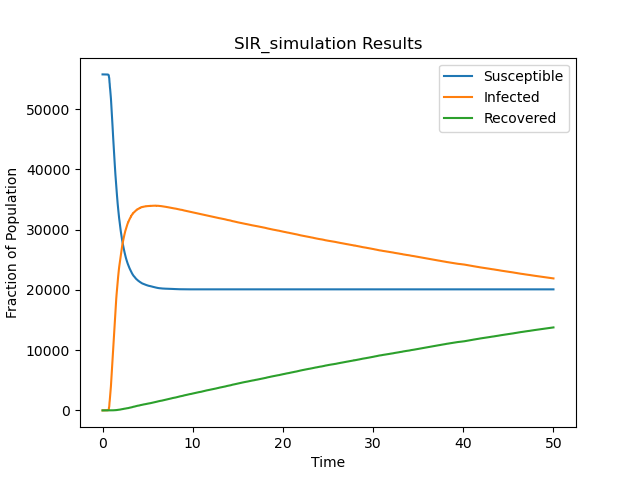 SIR_simulation Results
Susceptible
Infected
Recovered
Fraction of Population
50000
40000
30000
20000
10000
0
0 10 20 30 40 50
Time